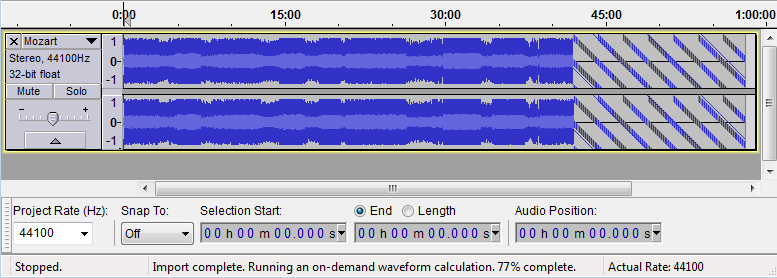 0:00 15:00 30:00 45:00 1:00:00
Mozart
Stereo, 44100Hz
32-bit float
Mute Solo
- +
1
0-
-1
1
0-
-1
Project Rate (Hz): Snap To: Selection Start: End Length Audio Position:
44100 Off 00 h 00 m 00.000 s 00 h 00 m 00.000 s 00 h 00 m 00.000 s
Stopped. Import complete. Running an on-demand waveform calculation. 77% complete. Actual Rate: 44100